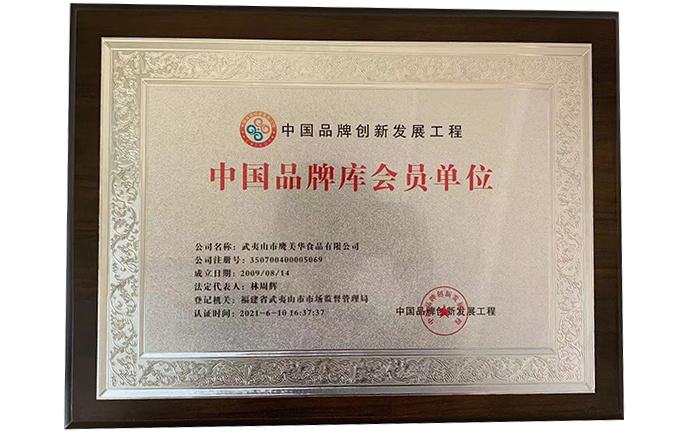 中国品牌创新发展工程
中国品牌库会员单位
公司名称：武夷山市鹰美华食品有限公司
公司注册号：350700400005069
成立日期：2009/08/14
法定代表人：林周辉
登记机关：福建省武夷山市市场监督管理局
认证时间：2021-6-10 16:37:37
中国品牌创新发展工程